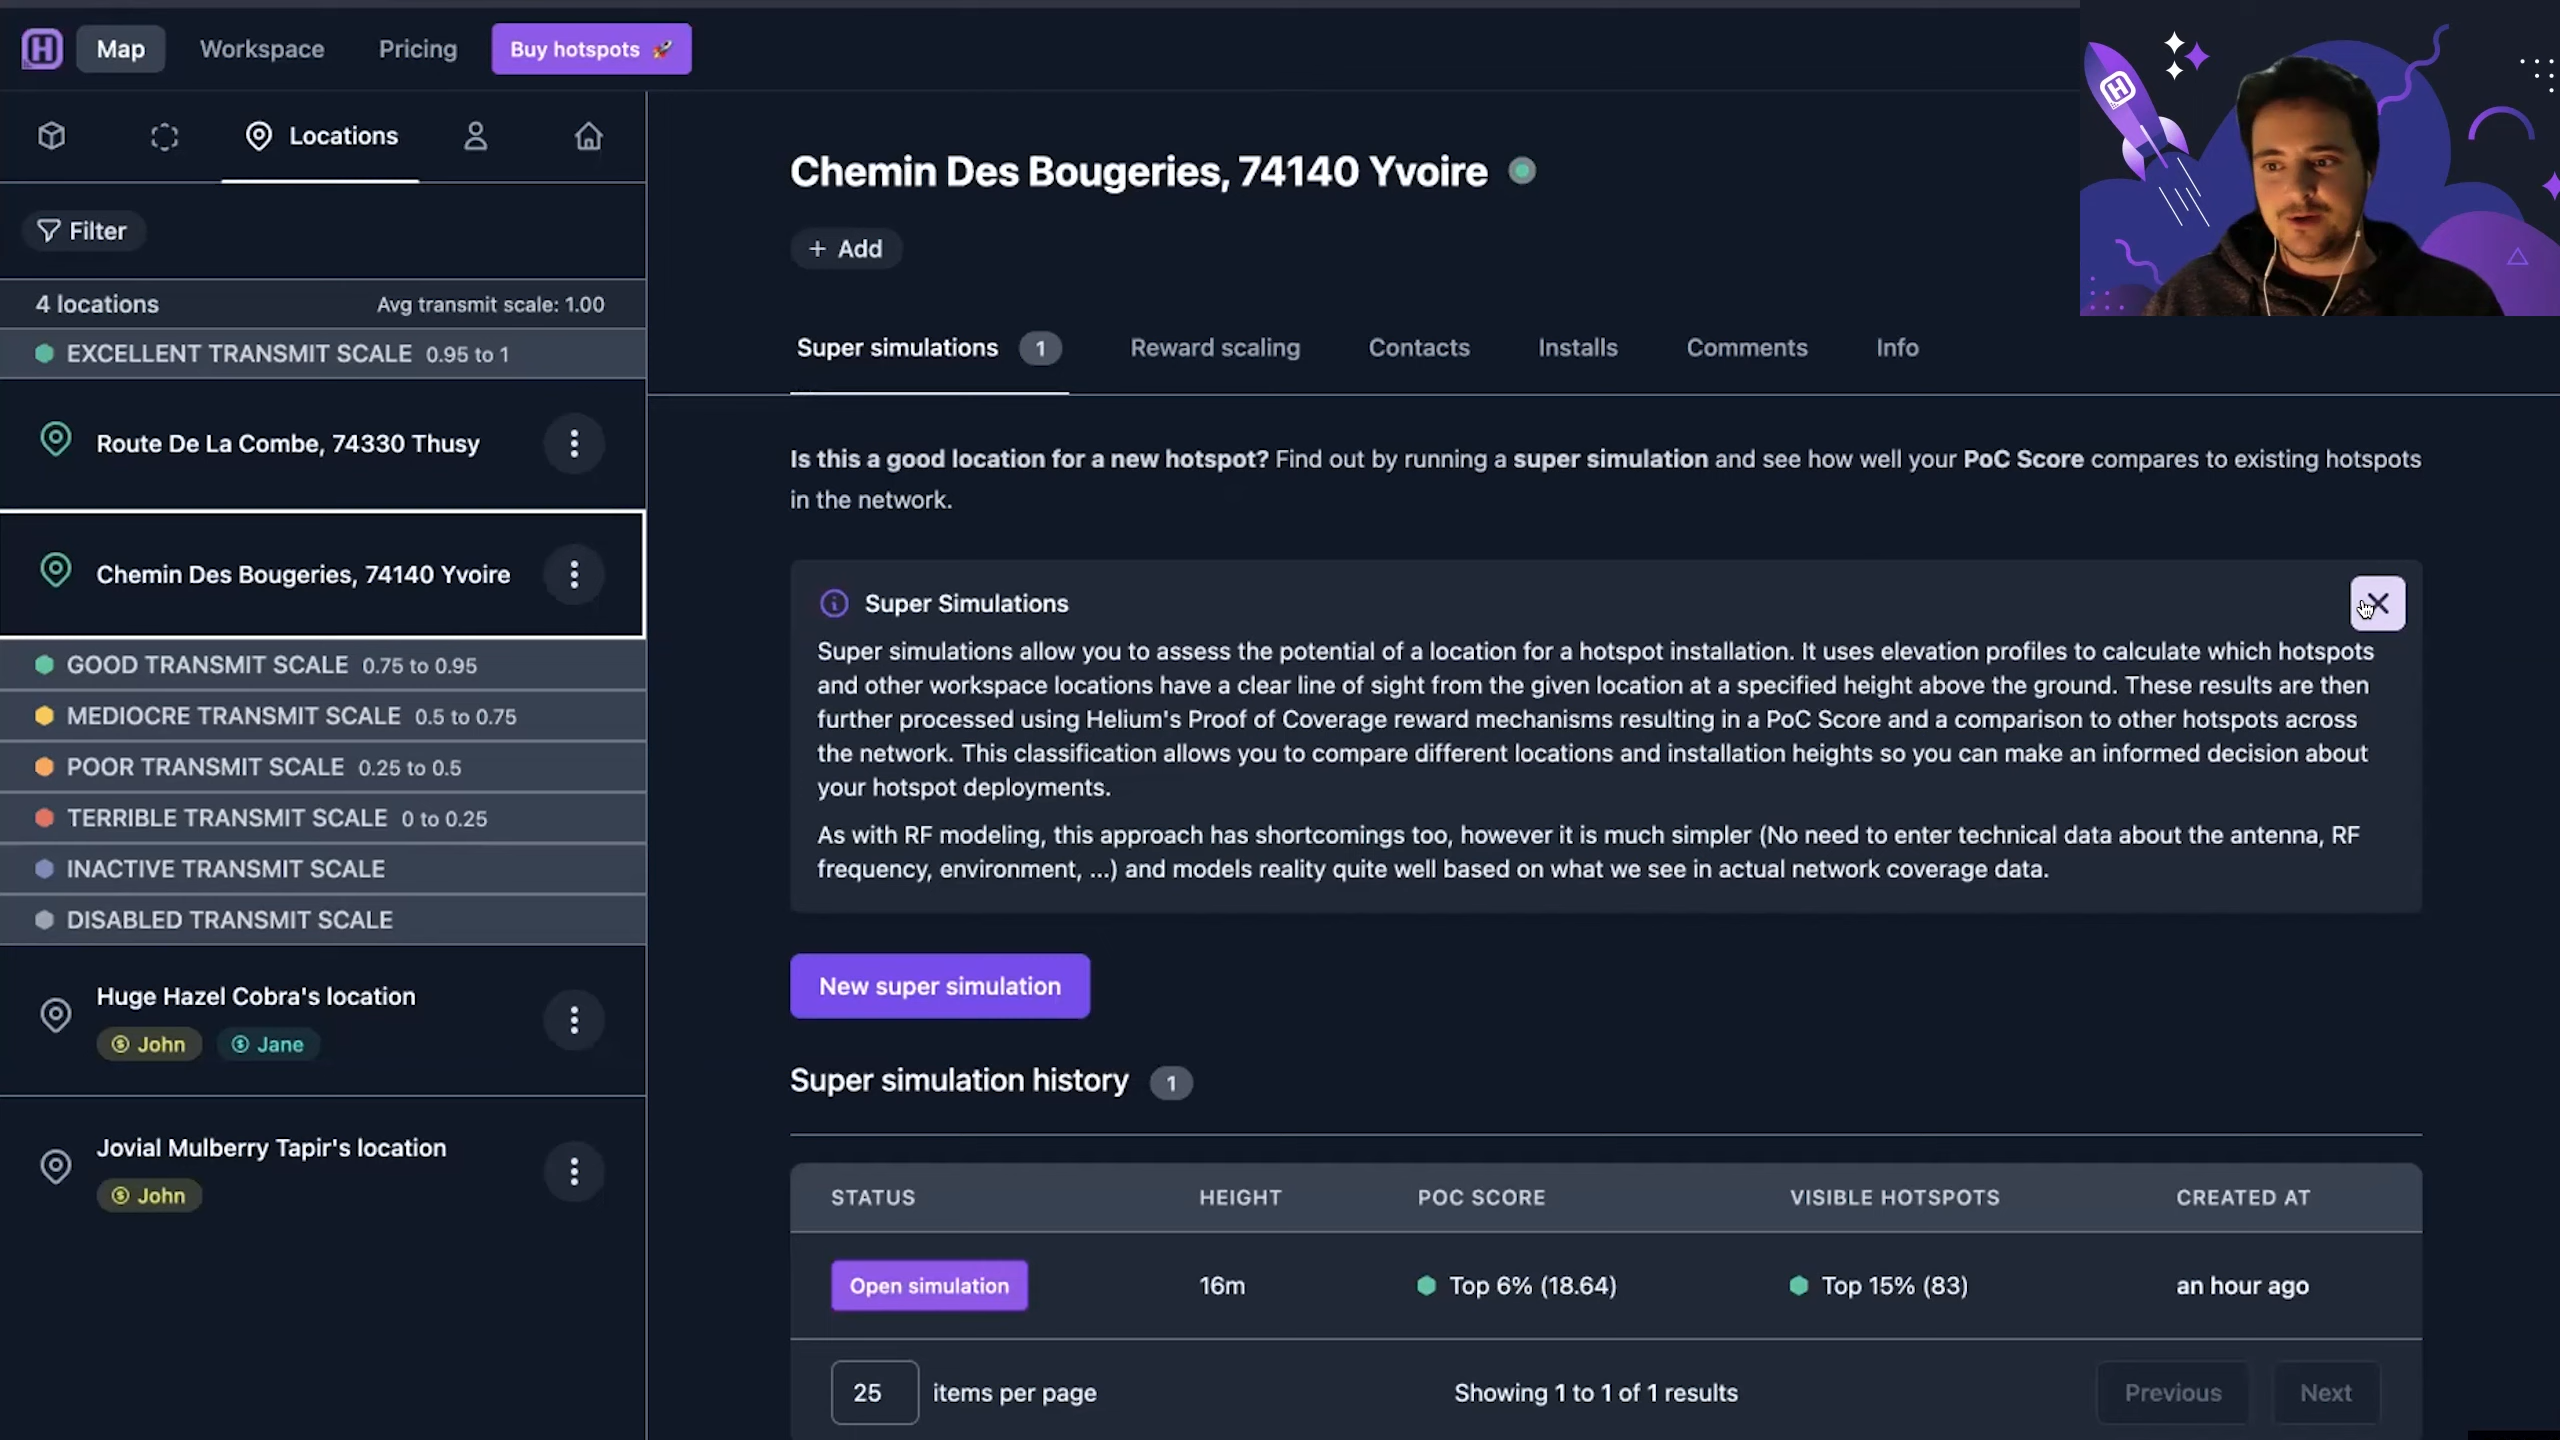 H
Map
Workspace
Pricing
Buy hotspots 🚀
Locations
Filter
4 locations
Avg transmit scale: 1.00
EXCELLENT TRANSMIT SCALE 0.95 to 1
Route De La Combe, 74330 Thusy
Chemin Des Bougeries, 74140 Yvoire
GOOD TRANSMIT SCALE 0.75 to 0.95
MEDIOCRE TRANSMIT SCALE 0.5 to 0.75
POOR TRANSMIT SCALE 0.25 to 0.5
TERRIBLE TRANSMIT SCALE 0 to 0.25
INACTIVE TRANSMIT SCALE
DISABLED TRANSMIT SCALE
Huge Hazel Cobra's location
John
Jane
Jovial Mulberry Tapir's location
John
Chemin Des Bougeries, 74140 Yvoire
+ Add
Super simulations 1
Reward scaling
Contacts
Installs
Comments
Info
Is this a good location for a new hotspot? Find out by running a super simulation and see how well your PoC Score compares to existing hotspots
in the network.
Super Simulations
Super simulations allow you to assess the potential of a location for a hotspot installation. It uses elevation profiles to calculate which hotspots
and other workspace locations have a clear line of sight from the given location at a specified height above the ground. These results are then
further processed using Helium's Proof of Coverage reward mechanisms resulting in a PoC Score and a comparison to other hotspots across
the network. This classification allows you to compare different locations and installation heights so you can make an informed decision about
your hotspot deployments.
As with RF modeling, this approach has shortcomings too, however it is much simpler (No need to enter technical data about the antenna, RF
frequency, environment, ...) and models reality quite well based on what we see in actual network coverage data.
New super simulation
Super simulation history 1
STATUS
HEIGHT
POC SCORE
VISIBLE HOTSPOTS
CREATED AT
Open simulation
16m
Top 6% (18.64)
Top 15% (83)
an hour ago
25 items per page
Showing 1 to 1 of 1 results
Previous
Next
H